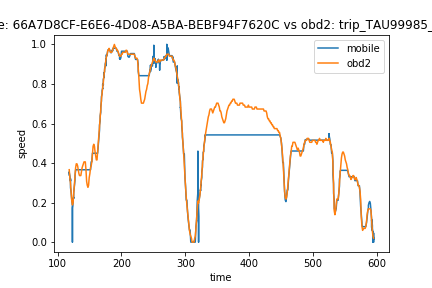 e: 66A7D8CF-E6E6-4D08-A5BA-BEBF94F7620C vs obd2: trip_TAU99985_
mobile
obd2
1.0
0.8
0.6
0.4
0.2
0.0
speed
100 200 300 400 500 600
time